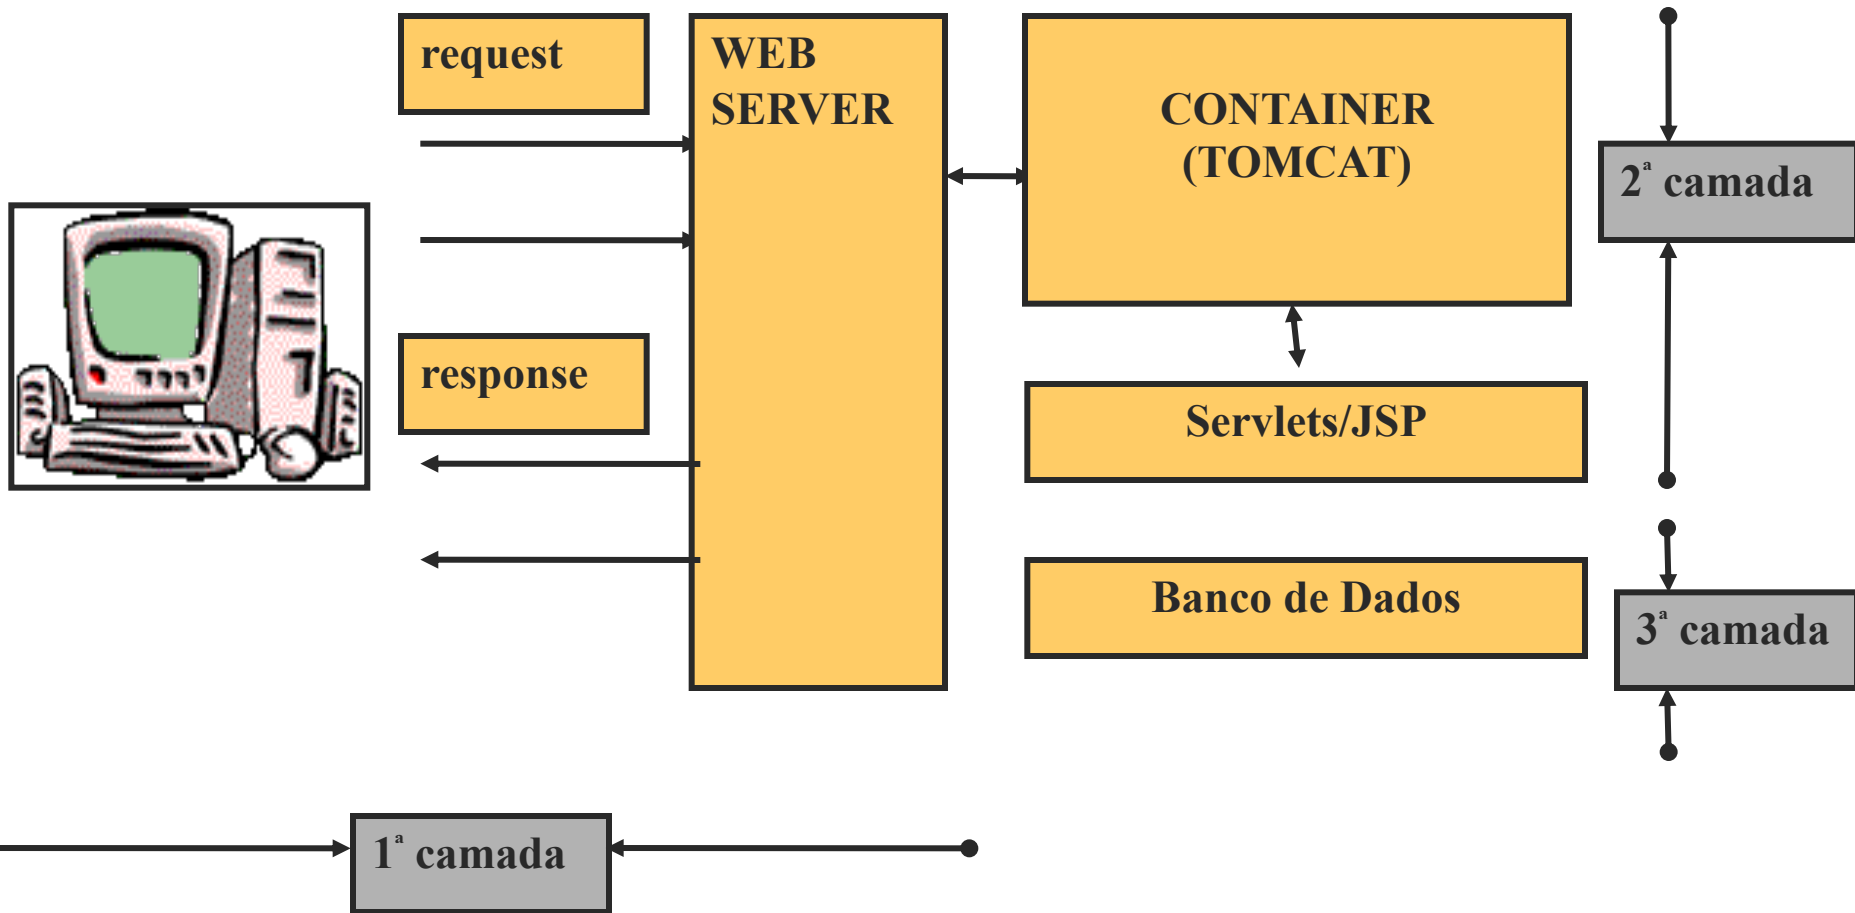 request
WEB
SERVER
CONTAINER
(TOMCAT)
2ª camada
response
Servlets/JSP
Banco de Dados
3ª camada
1ª camada